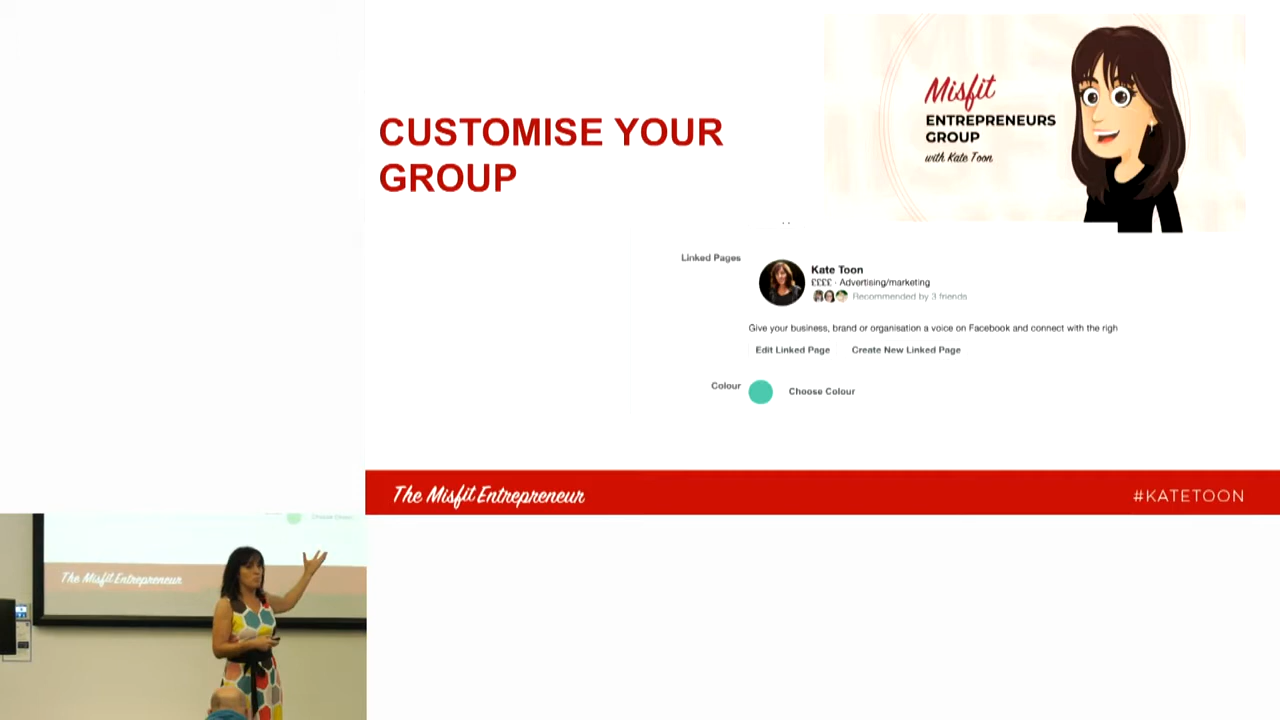 CUSTOMISE YOUR
GROUP
Misfit
ENTREPRENEURS
GROUP
with Kate Toon
Linked Pages
Kate Toon
££££ · Advertising/marketing
Recommended by 3 friends
Give your business, brand or organisation a voice on Facebook and connect with the righ
Edit Linked Page
Create New Linked Page
Colour
Choose Colour
The Misfit Entrepreneur
#KATETOON
The Misfit Entrepreneur